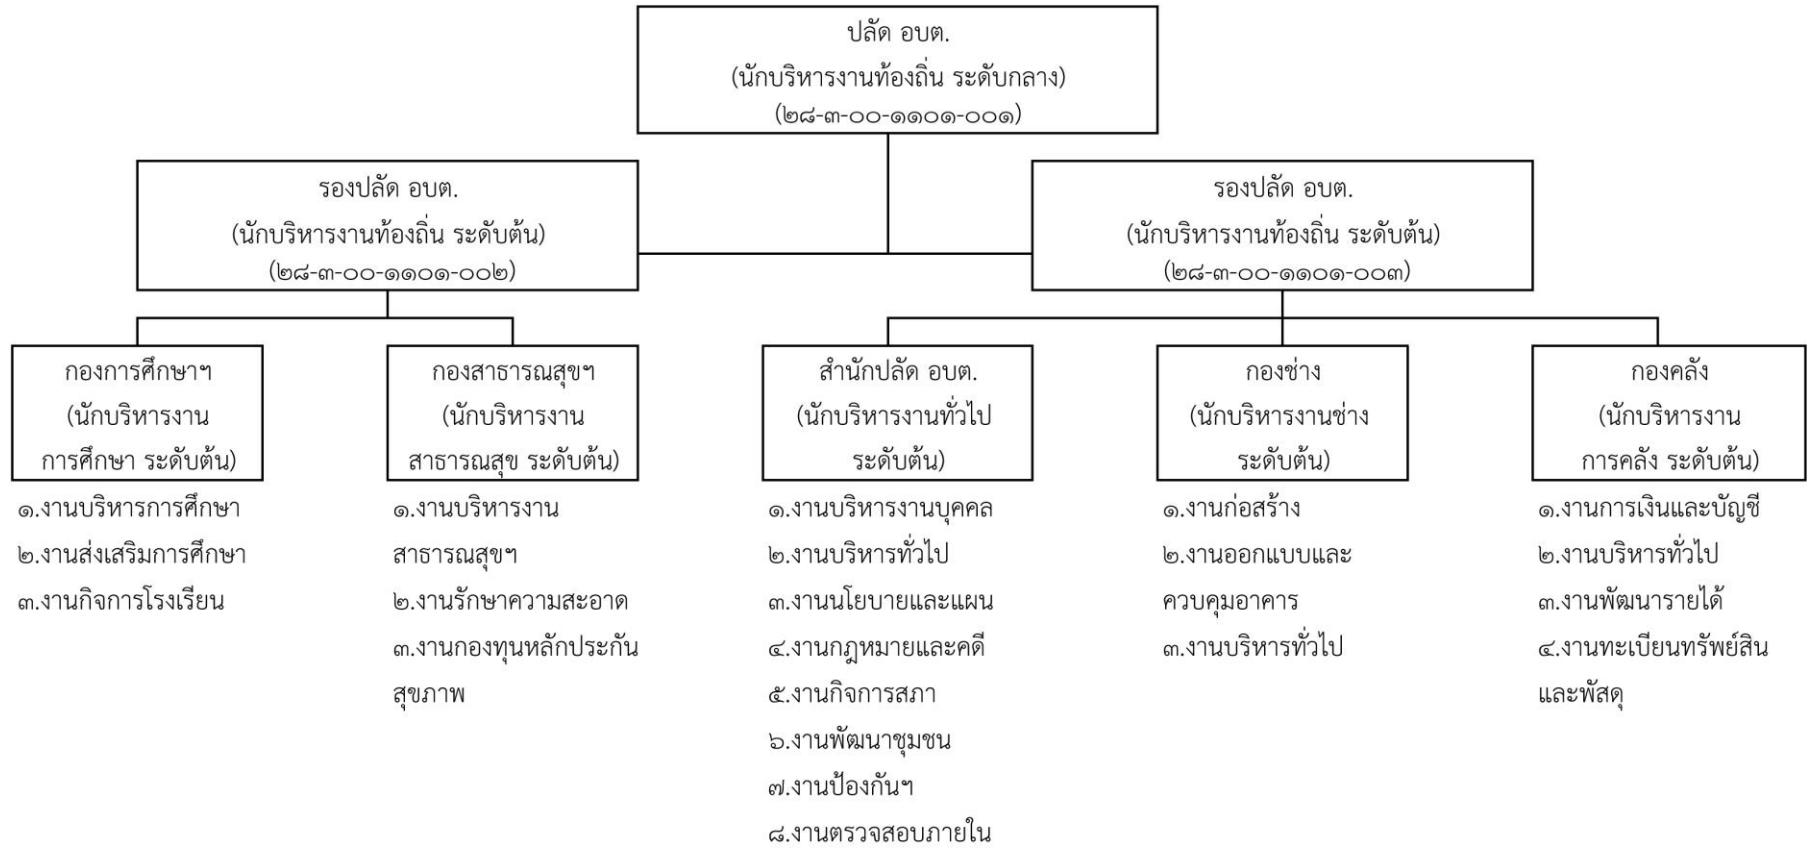 ปลัด อบต.
(นักบริหารงานท้องถิ่น ระดับกลาง)
(๒๘-๓-๐๐-๑๑๐๑-๐๐๑)
รองปลัด อบต.
(นักบริหารงานท้องถิ่น ระดับต้น)
(๒๘-๓-๐๐-๑๑๐๑-๐๐๒)
รองปลัด อบต.
(นักบริหารงานท้องถิ่น ระดับต้น)
(๒๘-๓-๐๐-๑๑๐๑-๐๐๓)
กองการศึกษาฯ
(นักบริหารงาน
การศึกษา ระดับต้น)
๑.งานบริหารการศึกษา
๒.งานส่งเสริมการศึกษา
๓.งานกิจการโรงเรียน
กองสาธารณสุขฯ
(นักบริหารงาน
สาธารณสุข ระดับต้น)
๑.งานบริหารงาน
สาธารณสุขฯ
๒.งานรักษาความสะอาด
๓.งานกองทุนหลักประกัน
สุขภาพ
สำนักปลัด อบต.
(นักบริหารงานทั่วไป
ระดับต้น)
๑.งานบริหารงานบุคคล
๒.งานบริหารทั่วไป
๓.งานนโยบายและแผน
๔.งานกฎหมายและคดี
๕.งานกิจการสภา
๖.งานพัฒนาชุมชน
๗.งานป้องกันฯ
๘.งานตรวจสอบภายใน
กองช่าง
(นักบริหารงานช่าง
ระดับต้น)
๑.งานก่อสร้าง
๒.งานออกแบบและ
ควบคุมอาคาร
๓.งานบริหารทั่วไป
กองคลัง
(นักบริหารงาน
การคลัง ระดับต้น)
๑.งานการเงินและบัญชี
๒.งานบริหารทั่วไป
๓.งานพัฒนารายได้
๔.งานทะเบียนทรัพย์สิน
และพัสดุ